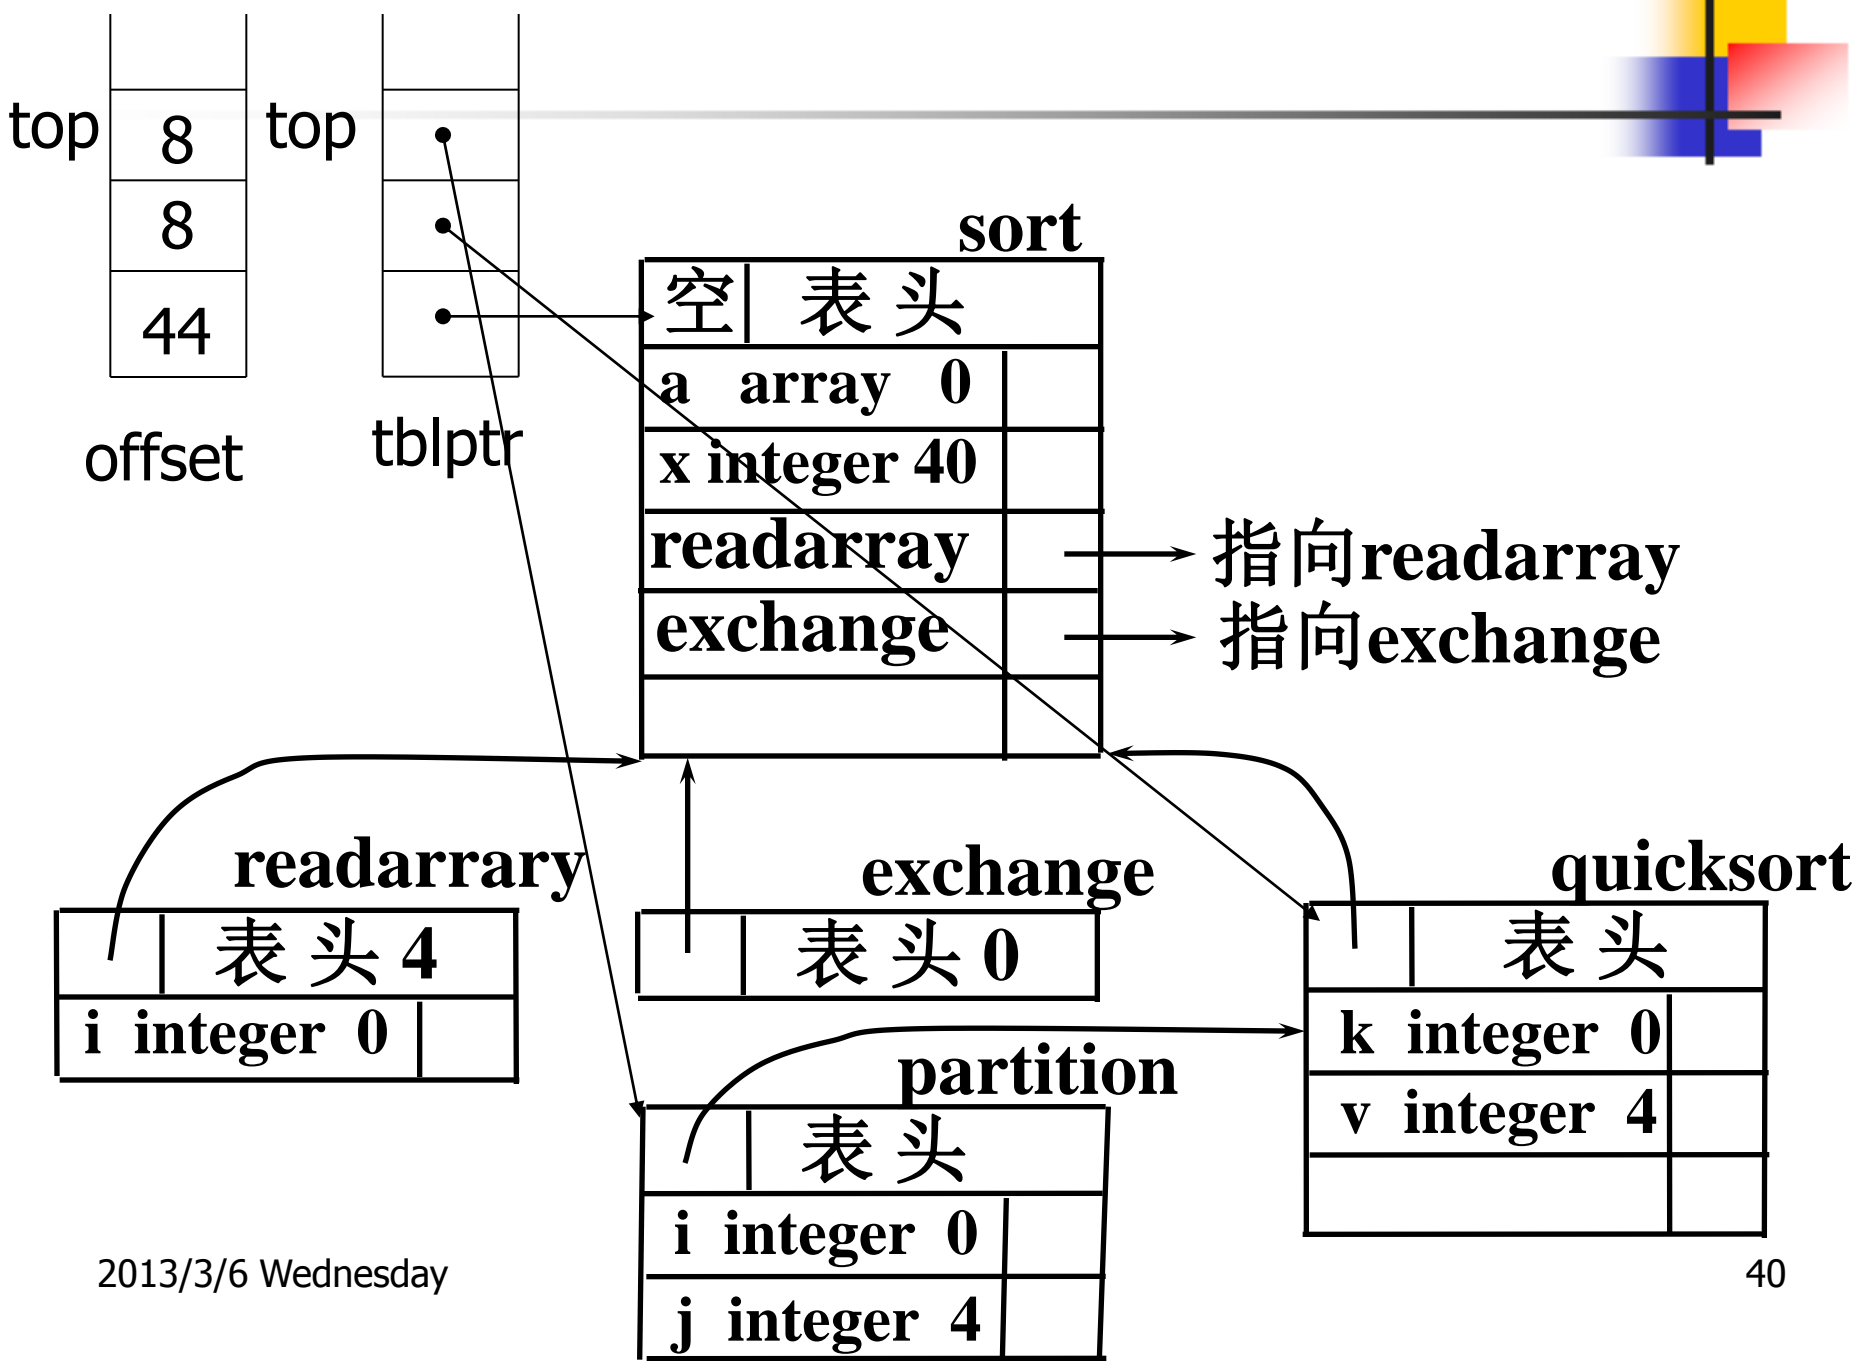 top
8
top
8
44
offset
tblptr
sort
空 表 头
a array 0
x integer 40
readarray
指向readarray
exchange
指向exchange
readarrary
表 头 4
i integer 0
exchange
表 头 0
quicksort
表 头
k integer 0
v integer 4
partition
表 头
i integer 0
j integer 4
2013/3/6 Wednesday
40